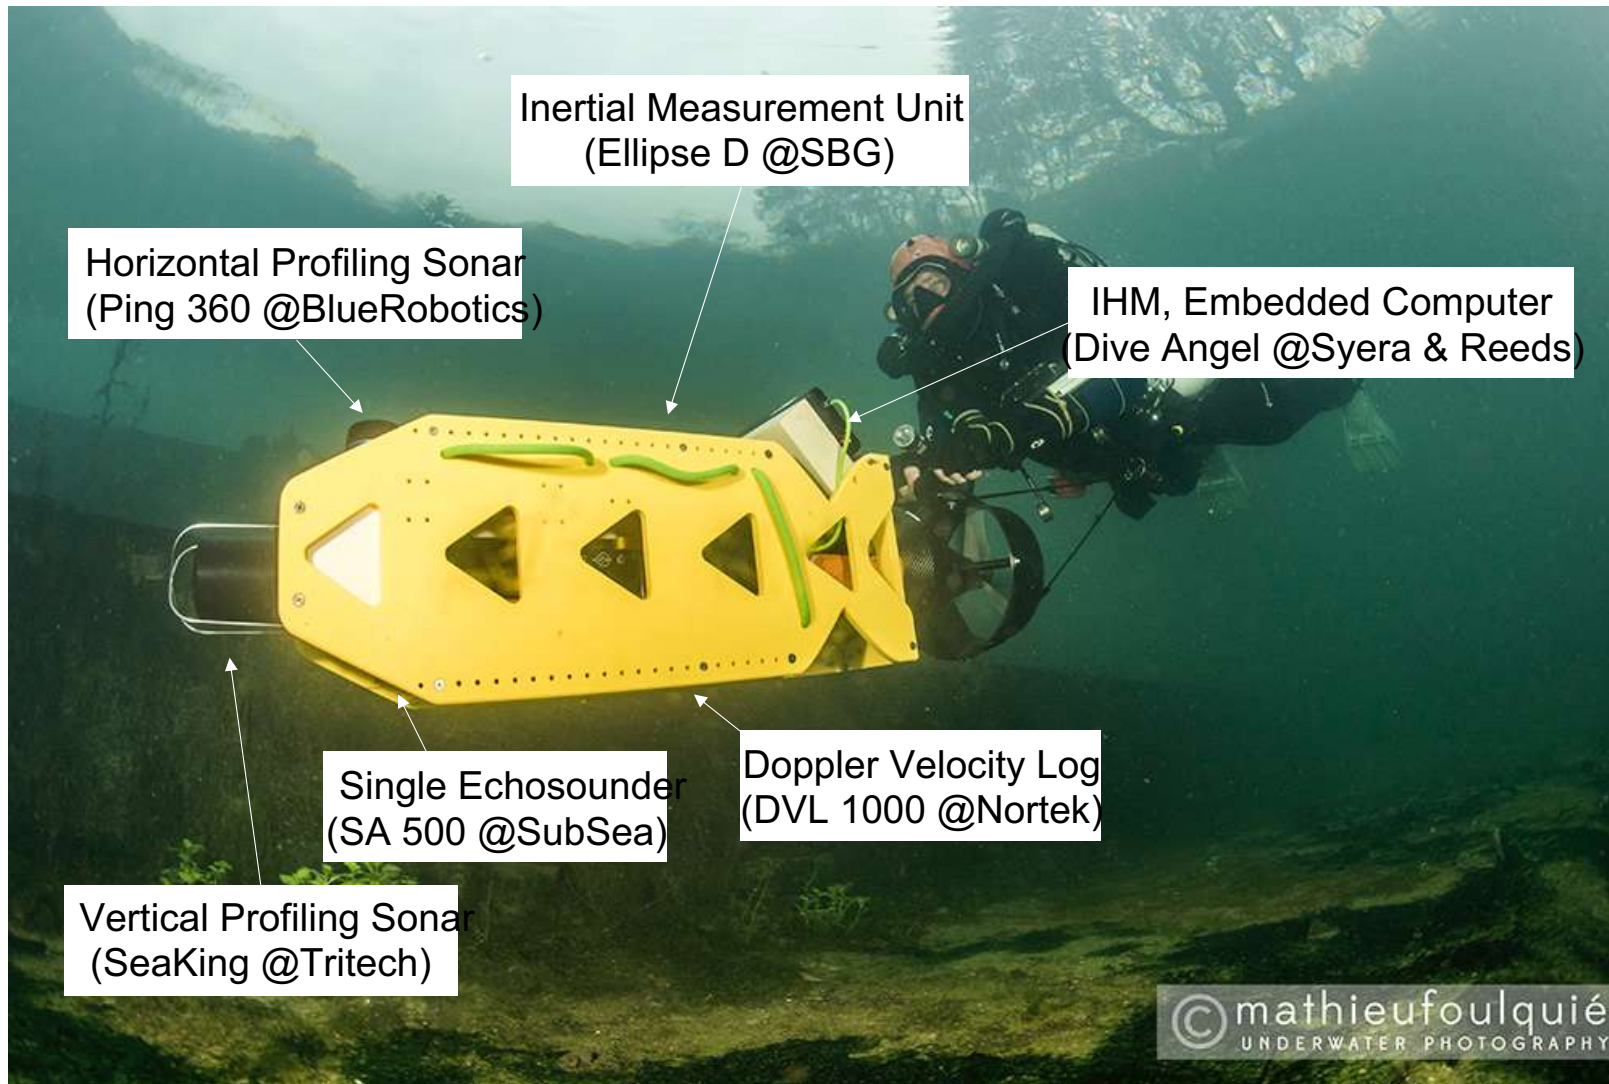 Inertial Measurement Unit
(Ellipse D @SBG)
Horizontal Profiling Sonar
(Ping 360 @BlueRobotics)
IHM, Embedded Computer
(Dive Angel @Syera & Reeds)
Doppler Velocity Log
(DVL 1000 @Nortek)
Single Echosounder
(SA 500 @SubSea)
Vertical Profiling Sonar
(SeaKing @Tritech)
© mathieufoulquié
UNDERWATER PHOTOGRAPHY